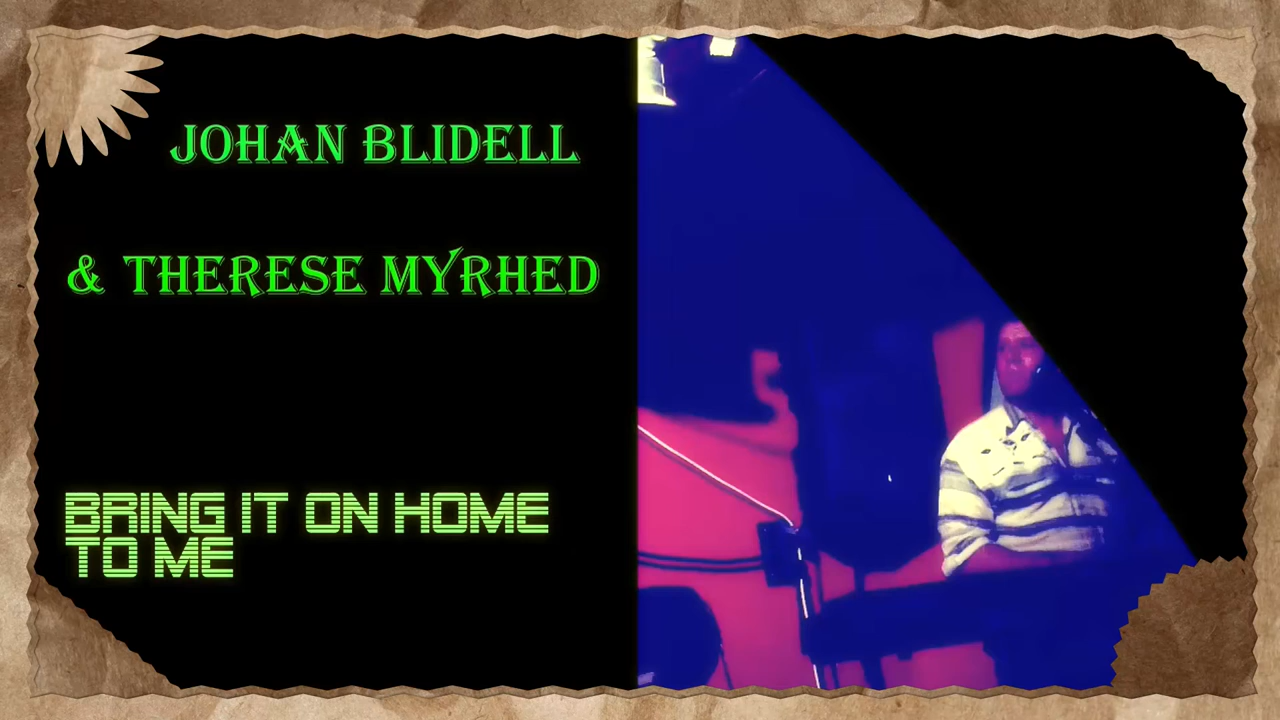 JOHAN BLIDELL
& THERESE MYRHED
BRING IT ON HOME
TO ME